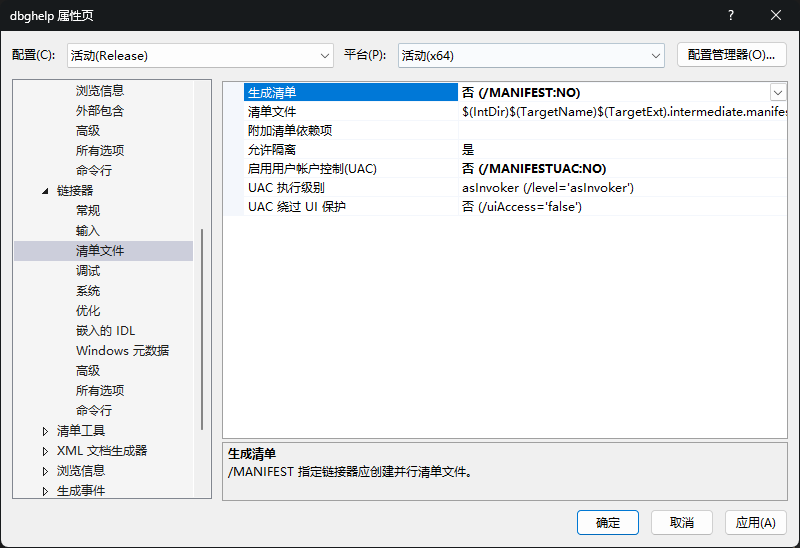 dbghelp 属性页
配置(C): 活动(Release) 平台(P): 活动(x64) 配置管理器(O)...
浏览信息
外部包含
高级
所有选项
命令行
链接器
常规
输入
清单文件
调试
系统
优化
嵌入的 IDL
Windows 元数据
高级
所有选项
命令行
清单工具
XML 文档生成器
浏览信息
生成事件
生成清单 否 (/MANIFEST:NO)
清单文件 $(IntDir)$(TargetName)$(TargetExt).intermediate.manifes
附加清单依赖项
允许隔离 是
启用用户帐户控制(UAC) 否 (/MANIFESTUAC:NO)
UAC 执行级别 asInvoker (/level='asInvoker')
UAC 绕过 UI 保护 否 (/uiAccess='false')
生成清单
/MANIFEST 指定链接器应创建并行清单文件。
确定 取消 应用(A)